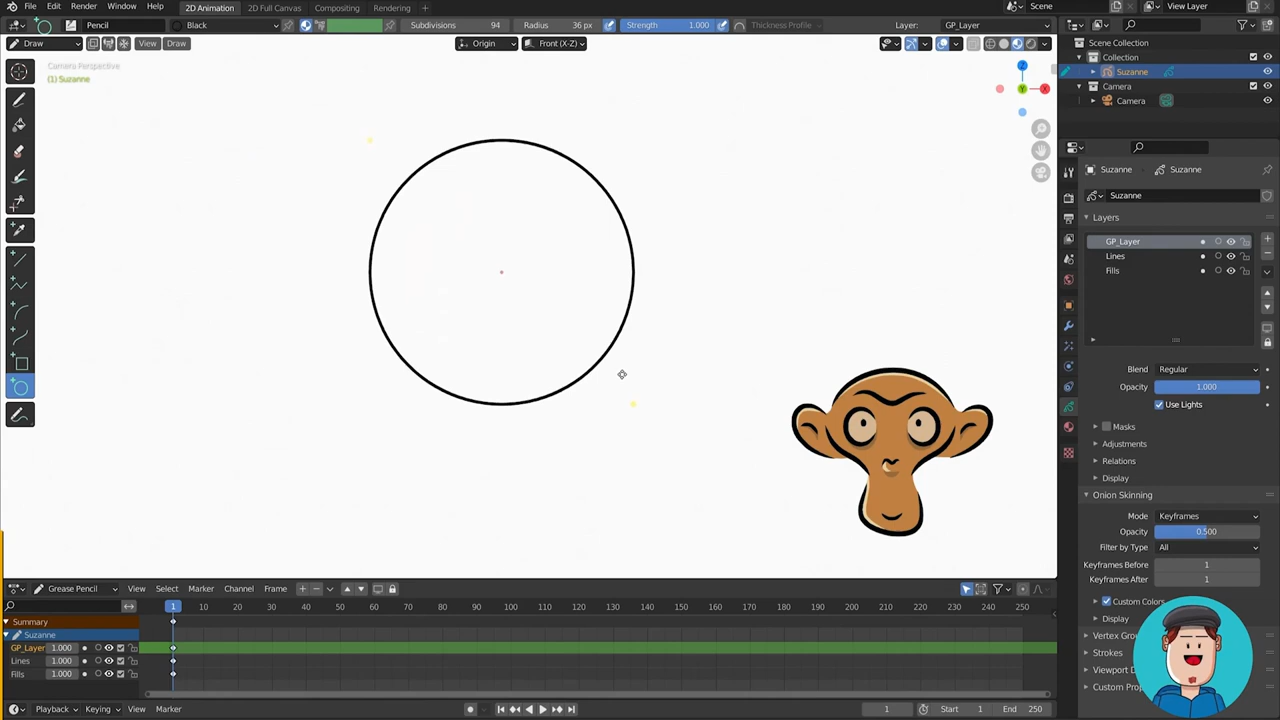 File Edit Render Window Help 2D Animation 2D Full Canvas Compositing Rendering Scene View Layer
Pencil Black Subdivisions 94 Radius 36 px Strength 1.000 Thickness Profile Layer: GP_Layer
Draw View Draw Origin Front (X-Z)
Scene Collection
Collection
Suzanne
Camera
Camera
Camera Perspective
(1) Suzanne
Z
Y
X
Suzanne Suzanne
Suzanne
Layers
GP_Layer
Lines
Fills
Blend Regular
Opacity 1.000
Use Lights
Masks
Adjustments
Relations
Display
Onion Skinning
Mode Keyframes
Opacity 0.500
Filter by Type All
Keyframes Before 1
Keyframes After 1
Custom Colors
Display
Vertex Gro
Strokes
Viewport D
Custom Prop
Grease Pencil View Select Marker Channel Frame
1 10 20 30 40 50 60 70 80 90 100 110 120 130 140 150 160 170 180 190 200 210 220 230 240 250
Summary
Suzanne
GP_Layer 1.000
Lines 1.000
Fills 1.000
Playback Keying View Marker 1 Start 1 End 250